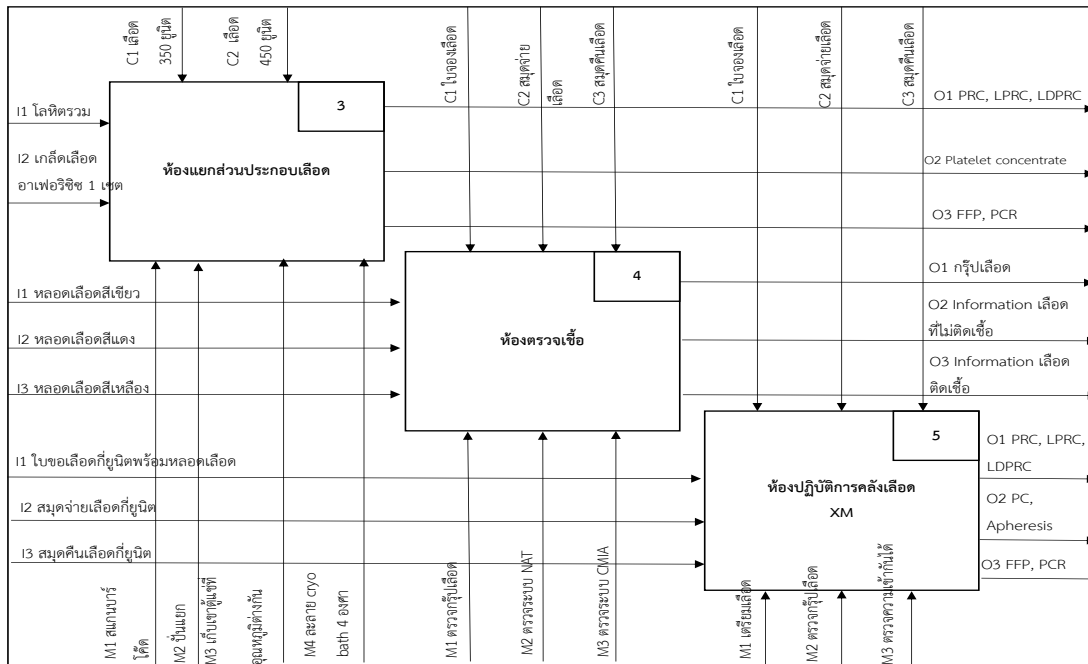 C1 เลือด
350 ยูนิต
C2 เลือด
450 ยูนิต
C1 ใบจองเลือด
C2 สมุดจ่าย
เลือด
C3 สมุดคืนเลือด
C1 ใบจองเลือด
C2 สมุดจ่ายเลือด
C3 สมุดคืนเลือด
I1 โลหิตรวม
I2 เกล็ดเลือด
อาเฟอริซิซ 1 เซต
3
ห้องแยกส่วนประกอบเลือด
O1 PRC, LPRC, LDPRC
O2 Platelet concentrate
O3 FFP, PCR
I1 หลอดเลือดสีเขียว
I2 หลอดเลือดสีแดง
I3 หลอดเลือดสีเหลือง
4
ห้องตรวจเชื้อ
O1 กรุ๊ปเลือด
O2 Information เลือด
ที่ไม่ติดเชื้อ
O3 Information เลือด
ติดเชื้อ
I1 ใบขอเลือดกี่ยูนิตพร้อมหลอดเลือด
I2 สมุดจ่ายเลือดกี่ยูนิต
I3 สมุดคืนเลือดกี่ยูนิต
5
ห้องปฏิบัติการคลังเลือด
XM
O1 PRC, LPRC,
LDPRC
O2 PC,
Apheresis
O3 FFP, PCR
M1 สแกนบาร์
โค๊ด
M2 ปั่นแยก
M3 เก็บเขาตู้แช่ที่
อุณหภูมิต่างกัน
M4 ละลาย cryo
bath 4 องศา
M1 ตรวจกรุ๊ปเลือด
M2 ตรวจระบบ NAT
M3 ตรวจระบบ CMIA
M1 เตรียมเลือด
M2 ตรวจกรุ๊ปเลือด
M3 ตรวจความเข้ากันได้